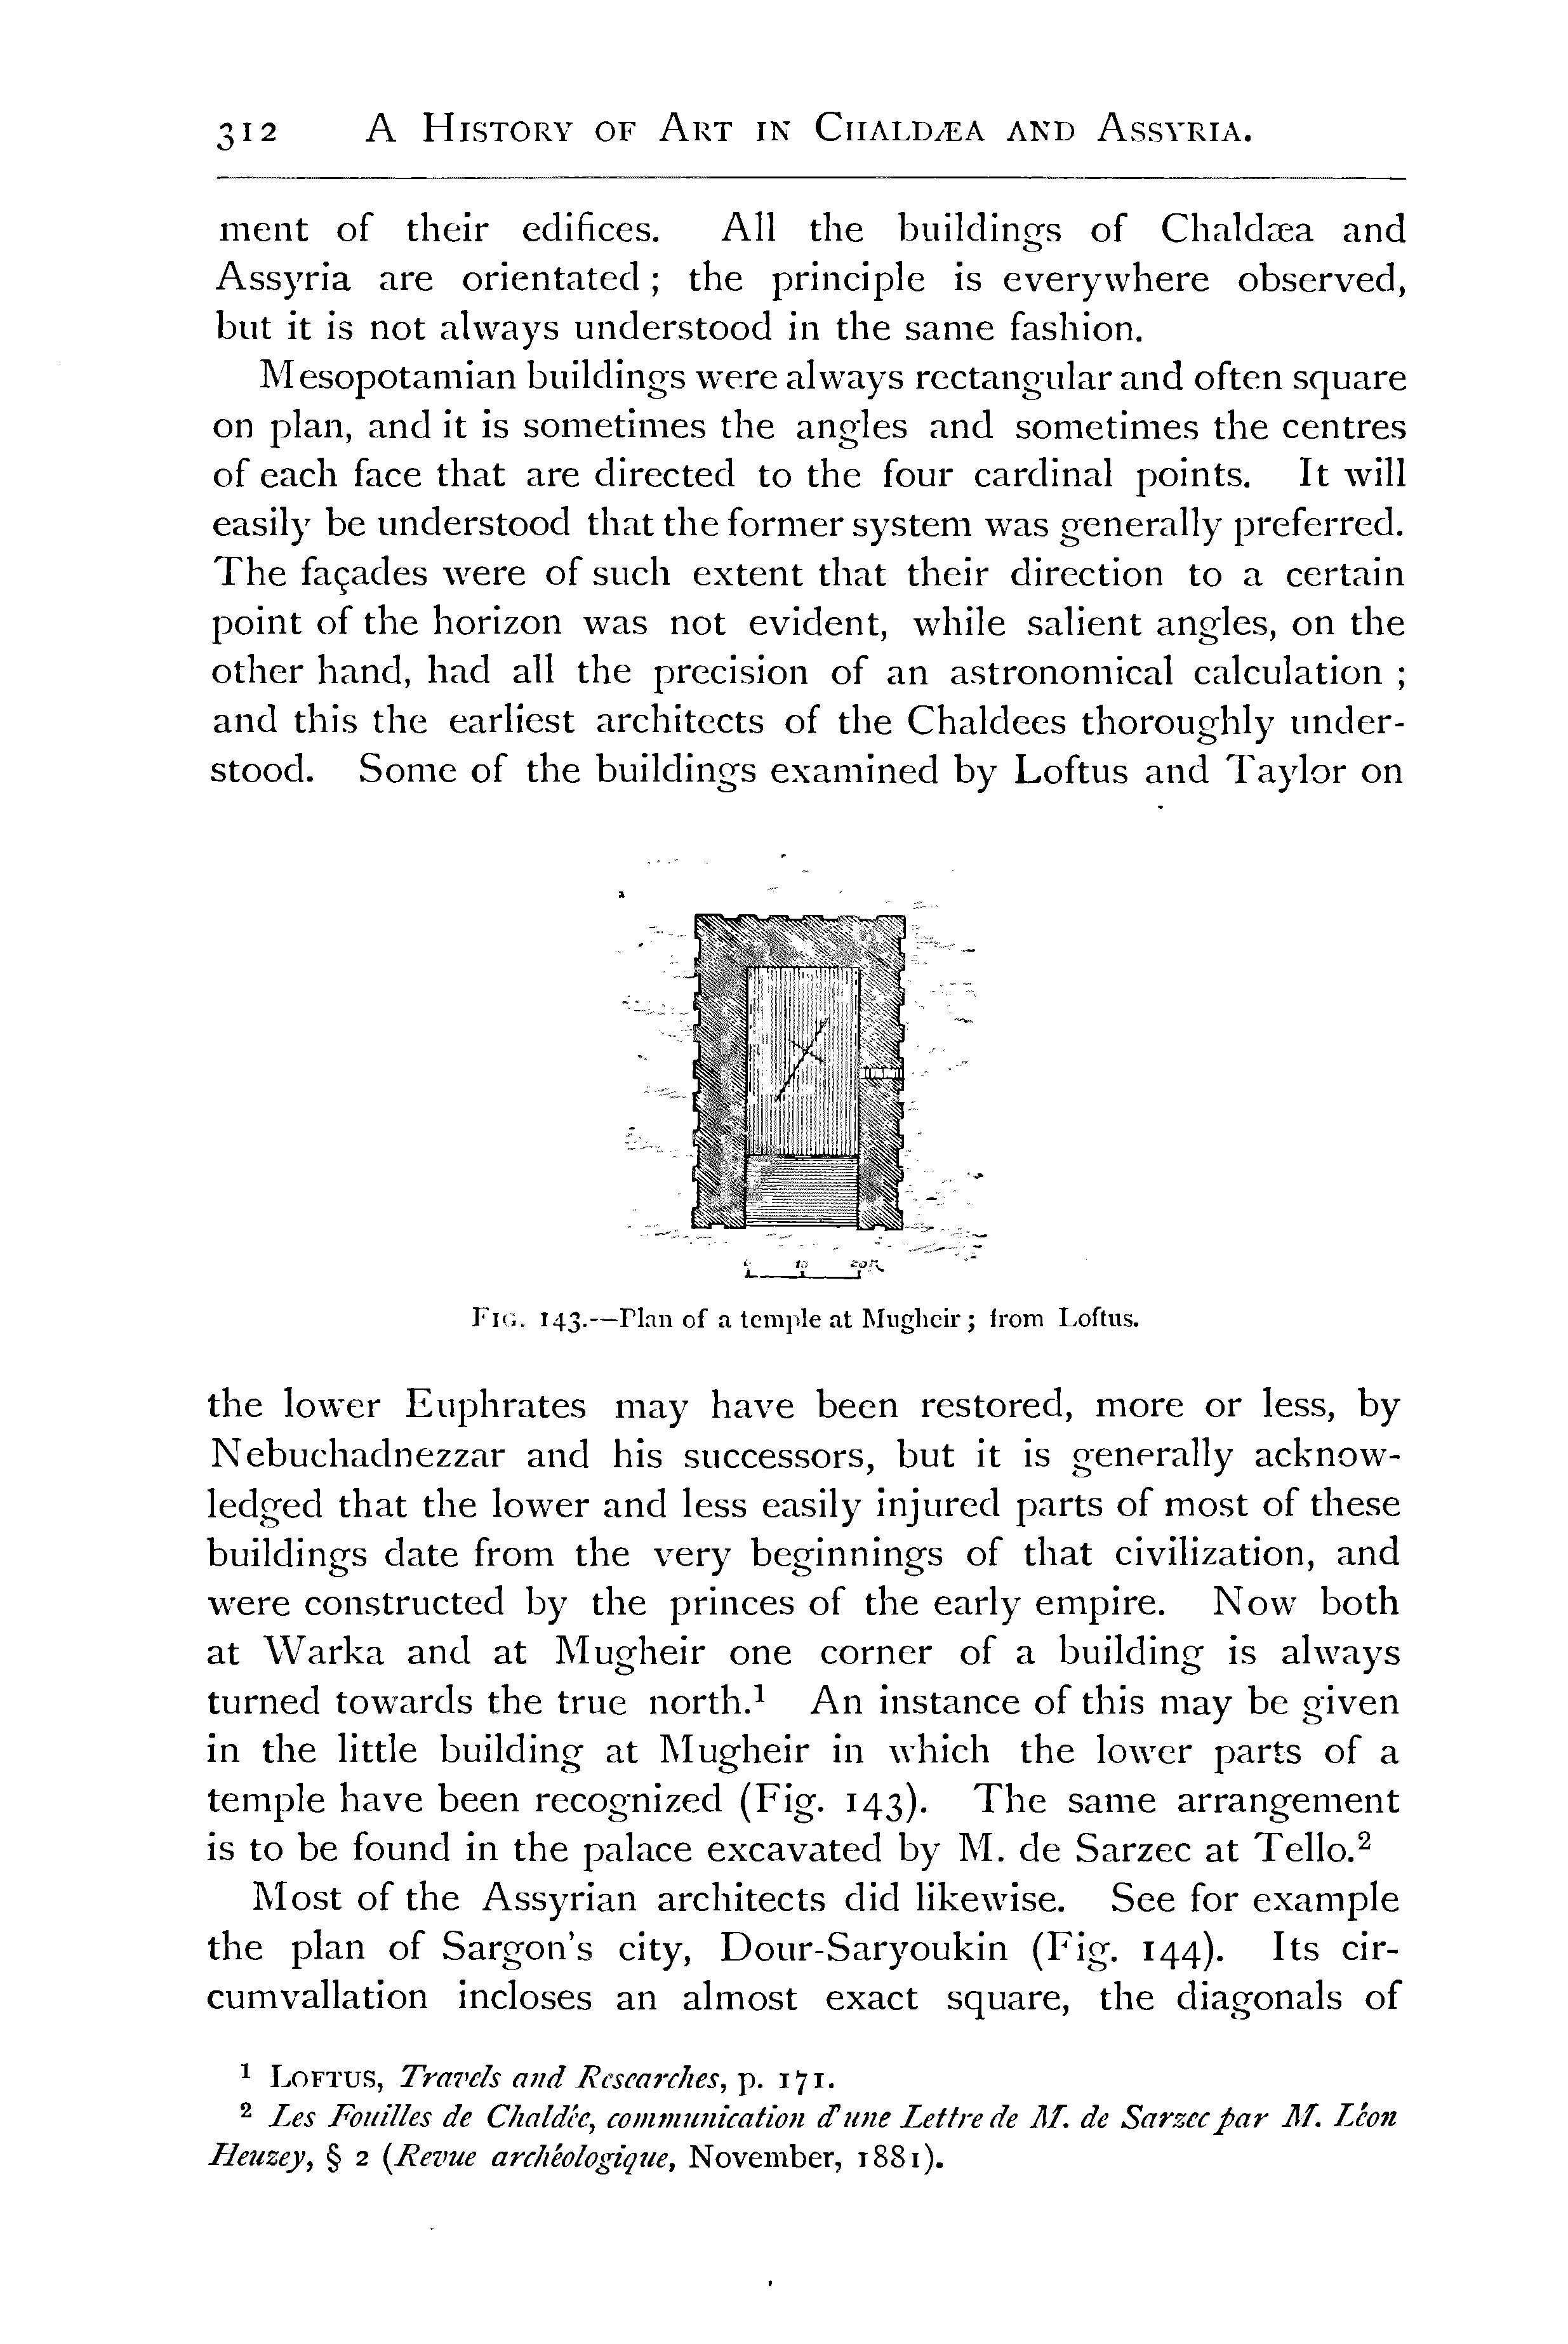 312 A HISTORY OF ART IN CHALDÆA AND ASSYRIA.
ment of their edifices. All the buildings of Chaldæa and
Assyria are orientated ; the principle is everywhere observed,
but it is not always understood in the same fashion.
Mesopotamian buildings were always rectangular and often square
on plan, and it is sometimes the angles and sometimes the centres
of each face that are directed to the four cardinal points. It will
easily be understood that the former system was generally preferred.
The façades were of such extent that their direction to a certain
point of the horizon was not evident, while salient angles, on the
other hand, had all the precision of an astronomical calculation ;
and this the earliest architects of the Chaldees thoroughly under-
stood. Some of the buildings examined by Loftus and Taylor on
0 10 20 Ft.
FIG. 143.—Plan of a temple at Mugheir ; from Loftus.
the lower Euphrates may have been restored, more or less, by
Nebuchadnezzar and his successors, but it is generally acknow-
ledged that the lower and less easily injured parts of most of these
buildings date from the very beginnings of that civilization, and
were constructed by the princes of the early empire. Now both
at Warka and at Mugheir one corner of a building is always
turned towards the true north.¹ An instance of this may be given
in the little building at Mugheir in which the lower parts of a
temple have been recognized (Fig. 143). The same arrangement
is to be found in the palace excavated by M. de Sarzec at Tello.²
Most of the Assyrian architects did likewise. See for example
the plan of Sargon's city, Dour-Saryoukin (Fig. 144). Its cir-
cumvallation incloses an almost exact square, the diagonals of
¹ LOFTUS, Travels and Researches, p. 171.
² Les Fouilles de Chaldée, communication d'une Lettre de M. de Sarzec par M. Léon
Heuzey, § 2 (Revue archéologique, November, 1881).